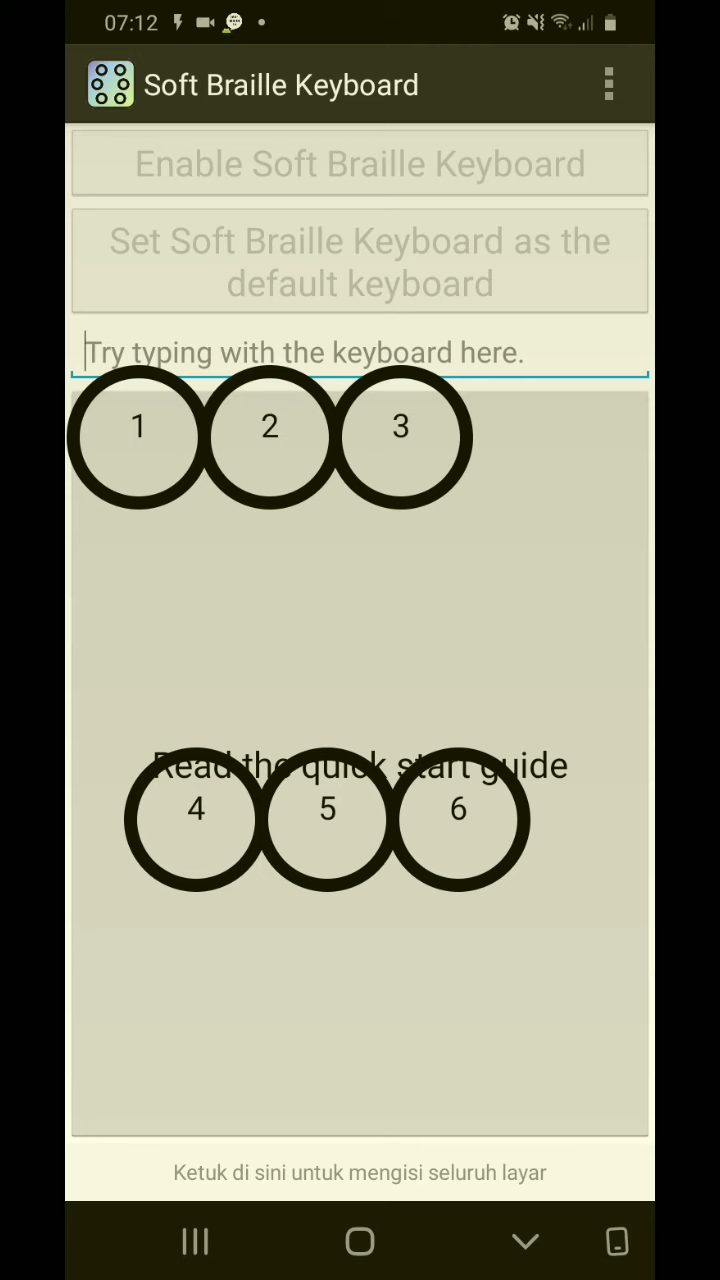 07:12
Soft Braille Keyboard
Enable Soft Braille Keyboard
Set Soft Braille Keyboard as the
default keyboard
Try typing with the keyboard here.
1 2 3
Read the quick start guide
4 5 6
Ketuk di sini untuk mengisi seluruh layar